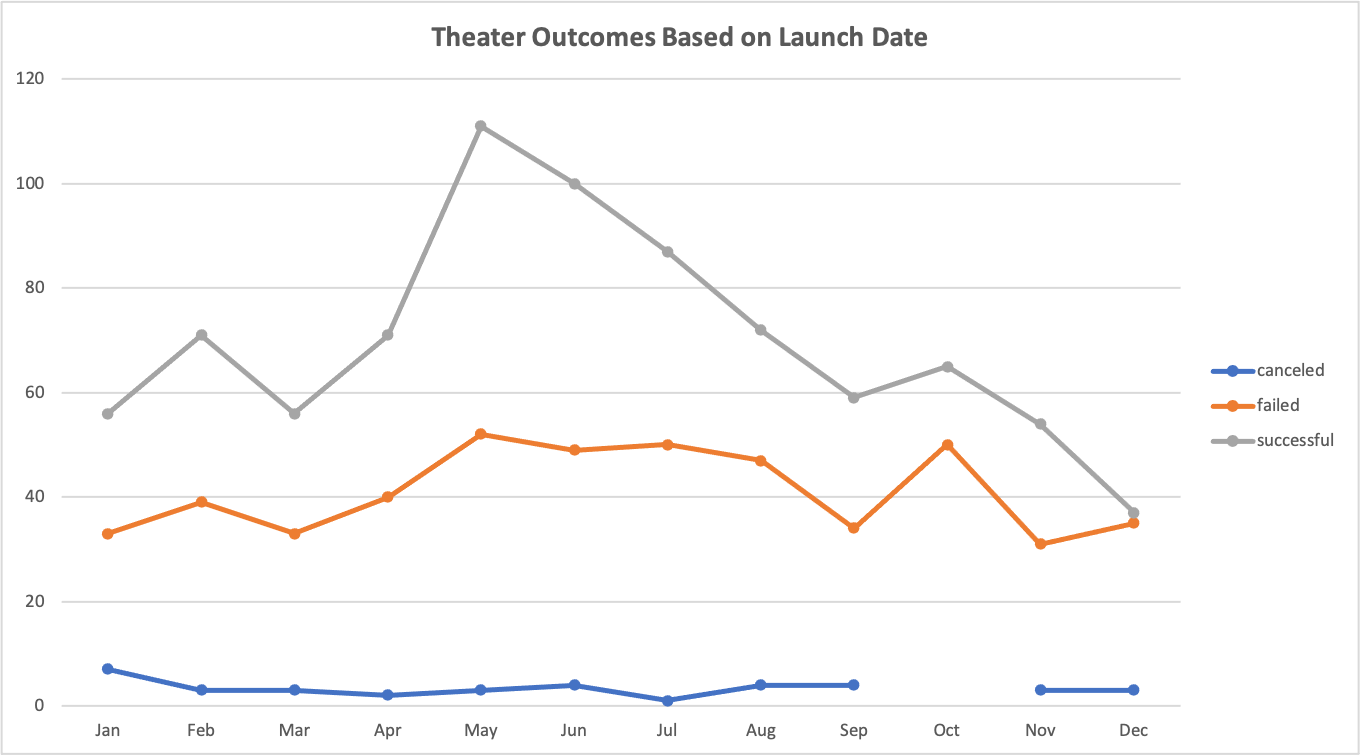 Theater Outcomes Based on Launch Date
120
100
80
60
40
20
0
Jan Feb Mar Apr May Jun Jul Aug Sep Oct Nov Dec
canceled
failed
successful